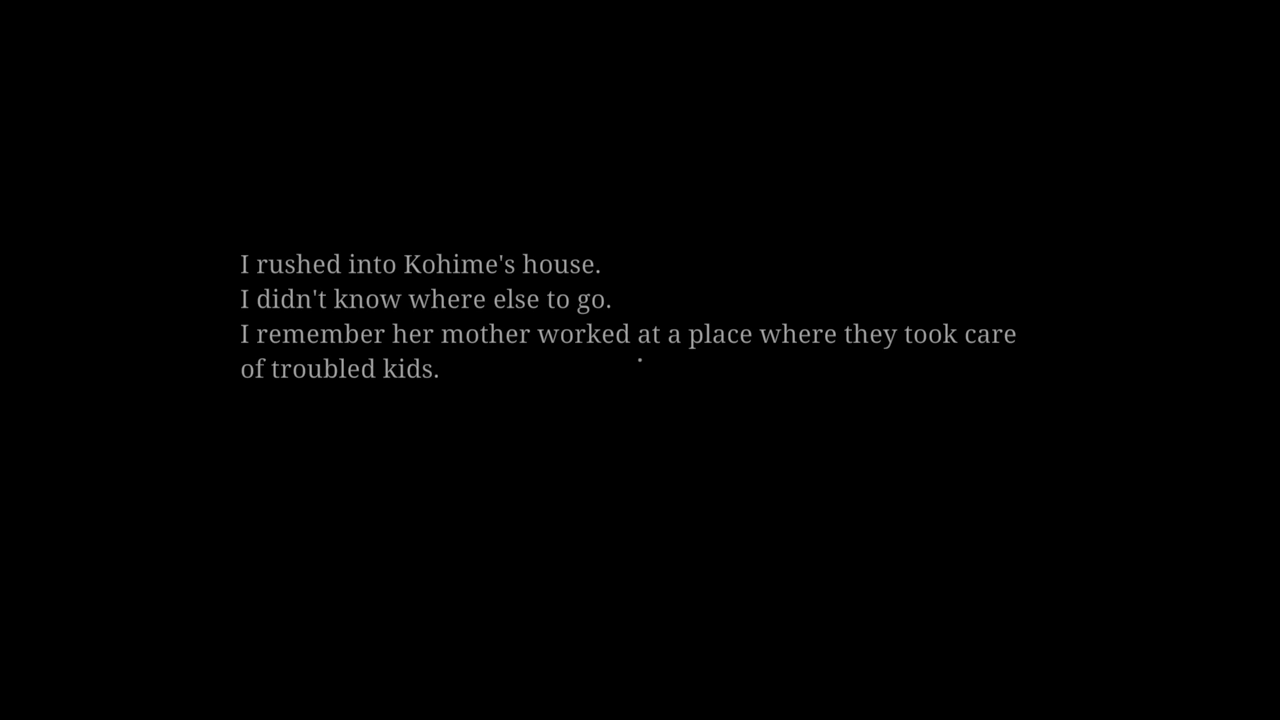 I rushed into Kohime's house.
I didn't know where else to go.
I remember her mother worked at a place where they took care
of troubled kids.